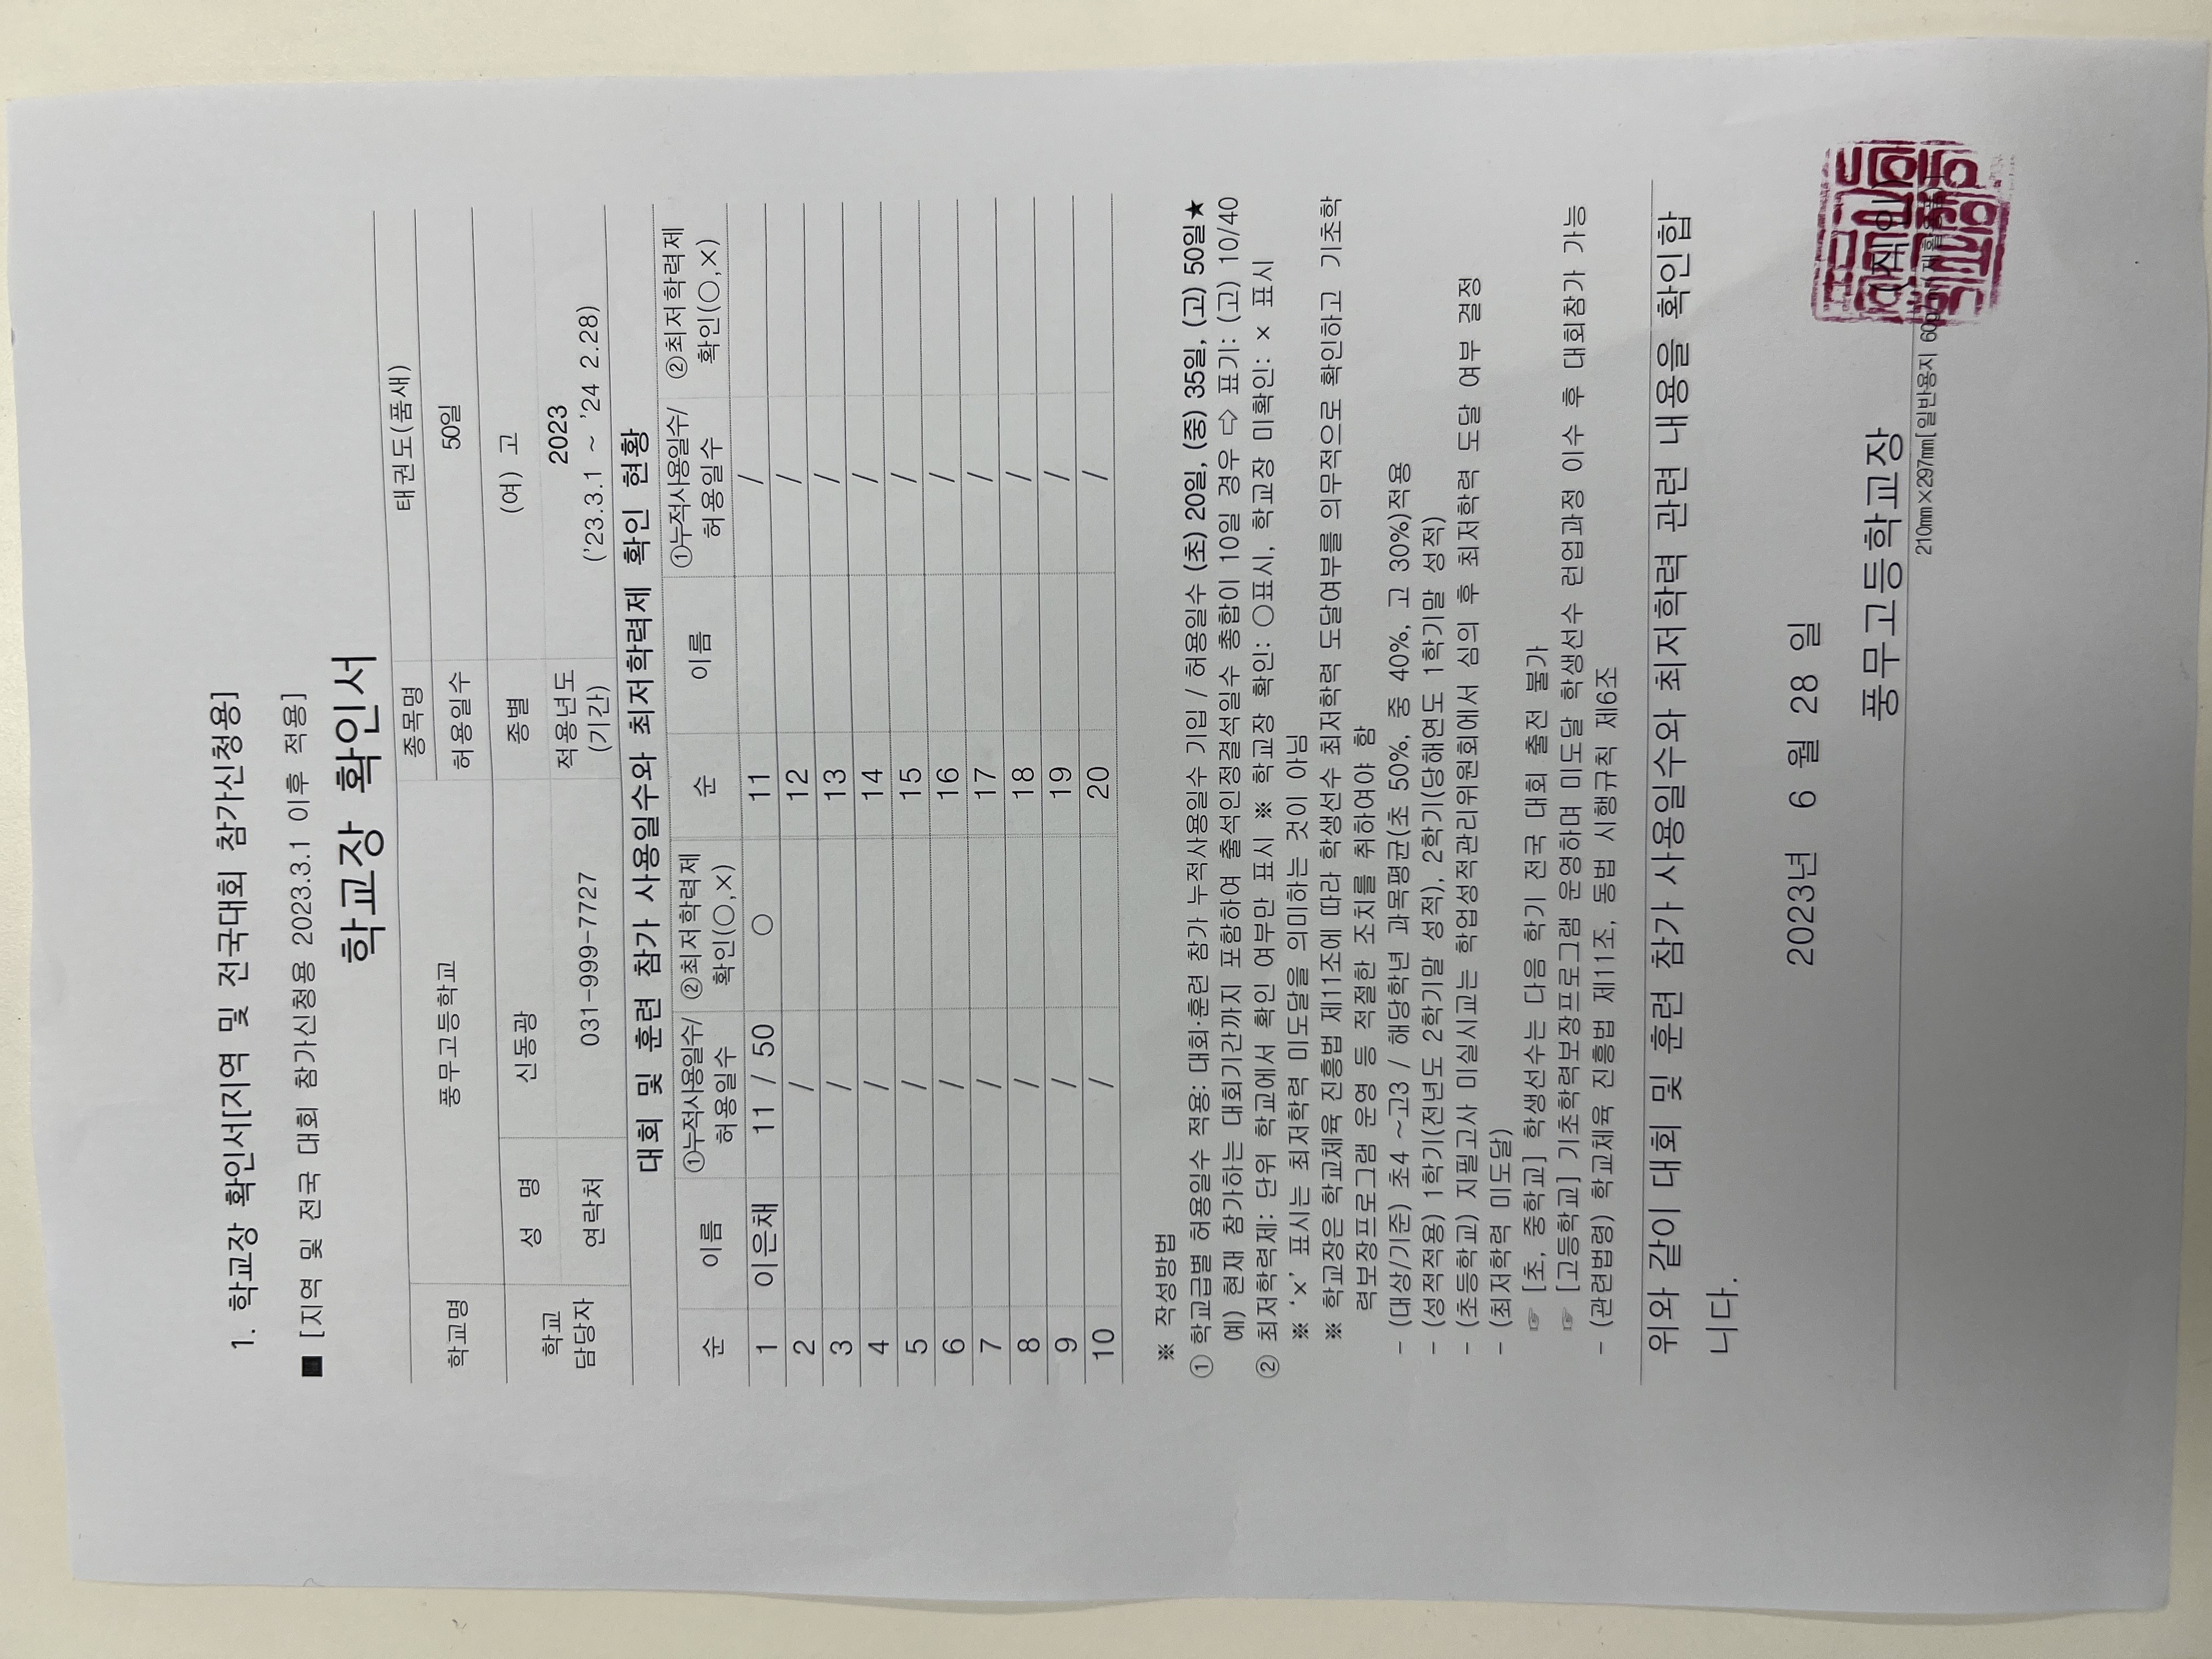 1. 학교장 확인서[지역 및 전국대회 참가신청용]
■ [지역 및 전국 대회 참가신청용 2023.3.1 이후 적용]
학교장 확인서
학교명 풍무고등학교 종목명 태권도(품새)
허용일수 50일
학교 담당자 성 명 신동광 종별 (여) 고
연락처 031-999-7727 적용년도 (기간) 2023 ('23.3.1 ~ '24 2.28)
대회 및 훈련 참가 사용일수와 최저학력제 확인 현황
순 이름 ①누적사용일수/ 허용일수 ②최저학력제 확인(○,×) 순 이름 ①누적사용일수/ 허용일수 ②최저학력제 확인(○,×)
1 이은채 11 / 50 ○ 11 /
2 / 12 /
3 / 13 /
4 / 14 /
5 / 15 /
6 / 16 /
7 / 17 /
8 / 18 /
9 / 19 /
10 / 20 /
※ 작성방법
① 학교급별 허용일수 적용: 대회·훈련 참가 누적사용일수 기입 / 허용일수 (초) 20일, (중) 35일, (고) 50일★
예) 현재 참가하는 대회기간까지 포함하여 출석인정결석일수 총합이 10일 경우 ⇨ 표기: (고) 10/40
② 최저학력제: 단위 학교에서 확인 여부만 표시 ※ 학교장 확인: ○표시, 학교장 미확인: × 표시
※ '×' 표시는 최저학력 미도달을 의미하는 것이 아님
※ 학교장은 학교체육 진흥법 제11조에 따라 학생선수 최저학력 도달여부를 의무적으로 확인하고 기초학
력보장프로그램 운영 등 적절한 조치를 취하여야 함
- (대상/기준) 초4 ~고3 / 해당학년 과목평균(초 50%, 중 40%, 고 30%)적용
- (성적적용) 1학기(전년도 2학기말 성적), 2학기(당해연도 1학기말 성적)
- (초등학교) 지필고사 미실시교는 학업성적관리위원회에서 심의 후 최저학력 도달 여부 결정
- (최저학력 미도달)
☞ [초, 중학교] 학생선수는 다음 학기 전국 대회 출전 불가
☞ [고등학교] 기초학력보장프로그램 운영하며 미도달 학생선수 런업과정 이수 후 대회참가 가능
- (관련법령) 학교체육 진흥법 제11조, 동법 시행규칙 제6조
위와 같이 대회 및 훈련 참가 사용일수와 최저학력 관련 내용을 확인합
니다.
2023년 6 월 28 일
풍무고등학교장 (직인)
210㎜×297㎜[일반용지 60g/